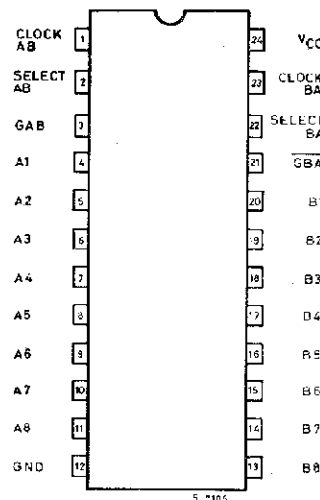 CLOCK AB 1 24 VCC
SELECT AB 2 23 CLOCK BA
GAB 3 22 SELECT BA
A1 4 21 GBA
A2 5 20 B1
A3 6 19 B2
A4 7 18 B3
A5 8 17 B4
A6 9 16 B5
A7 10 15 B6
A8 11 14 B7
GND 12 13 B8